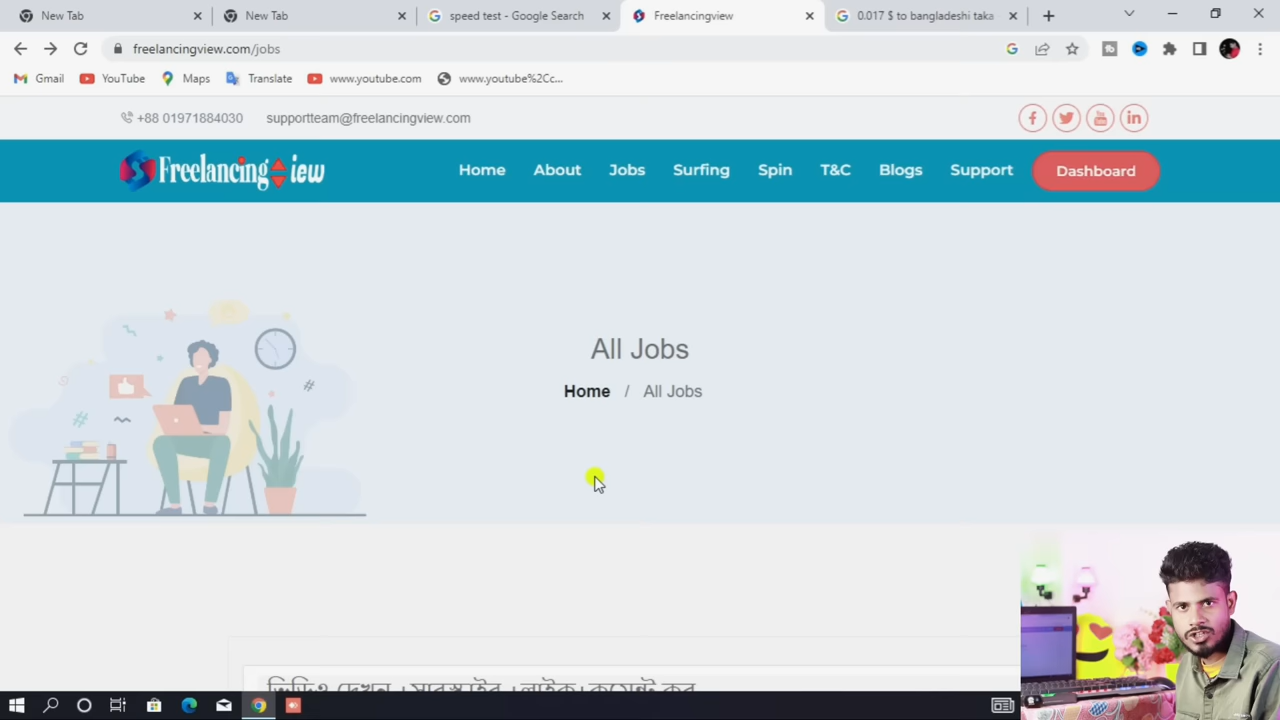 New Tab
New Tab
speed test - Google Search
Freelancingview
0.017 $ to bangladeshi taka
freelancingview.com/jobs
Gmail
YouTube
Maps
Translate
www.youtube.com
www.youtube%2Cc...
+88 01971884030
supportteam@freelancingview.com
Freelancing iew
Home
About
Jobs
Surfing
Spin
T&C
Blogs
Support
Dashboard
All Jobs
Home / All Jobs
ভিডিও দেখুন